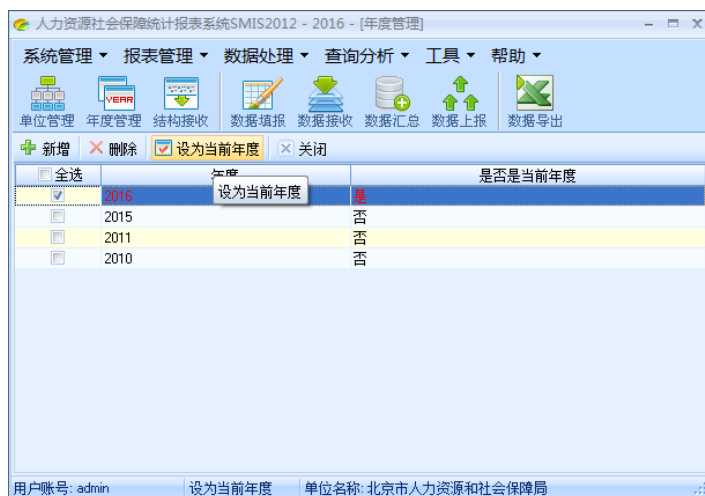 人力资源社会保障统计报表系统SMIS2012 - 2016 - [年度管理]
系统管理 报表管理 数据处理 查询分析 工具 帮助
YEAR
单位管理 年度管理 结构接收 数据填报 数据接收 数据汇总 数据上报 数据导出
新增 删除 设为当前年度 关闭
全选 年度 是否是当前年度
设为当前年度
2016 是
2015 否
2011 否
2010 否
用户账号: admin 设为当前年度 单位名称: 北京市人力资源和社会保障局